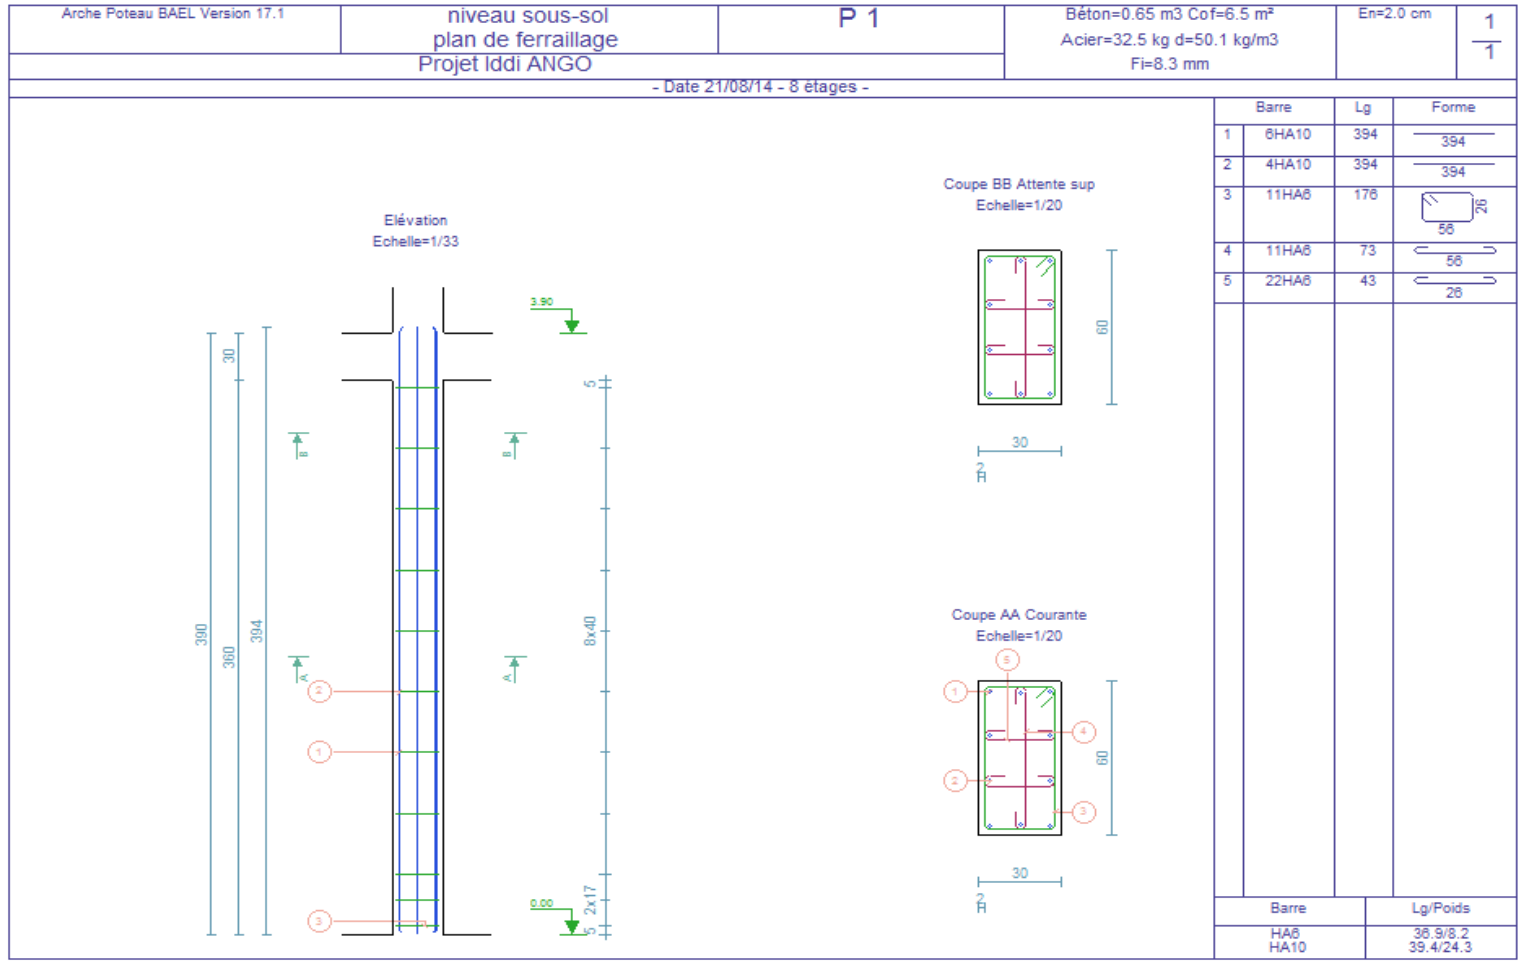 Arche Poteau BAEL Version 17.1
niveau sous-sol
plan de ferraillage
P 1
Béton=0.65 m3 Cof=6.5 m²
Acier=32.5 kg d=50.1 kg/m3
Fi=8.3 mm
En=2.0 cm
1
1
Projet Iddi ANGO
- Date 21/08/14 - 8 étages -
Barre Lg Forme
1 6HA10 394 394
2 4HA10 394 394
3 11HA6 176 56 26
4 11HA6 73 56
5 22HA6 43 26
Elévation
Echelle=1/33
3.90
30
5
B B
390
360
394
8x40
A A
2
1
3
0.00
2x17
5
Coupe BB Attente sup
Echelle=1/20
60
30
2
Coupe AA Courante
Echelle=1/20
5
1
4
2
3
60
30
2
Barre Lg/Poids
HA6 36.9/8.2
HA10 39.4/24.3